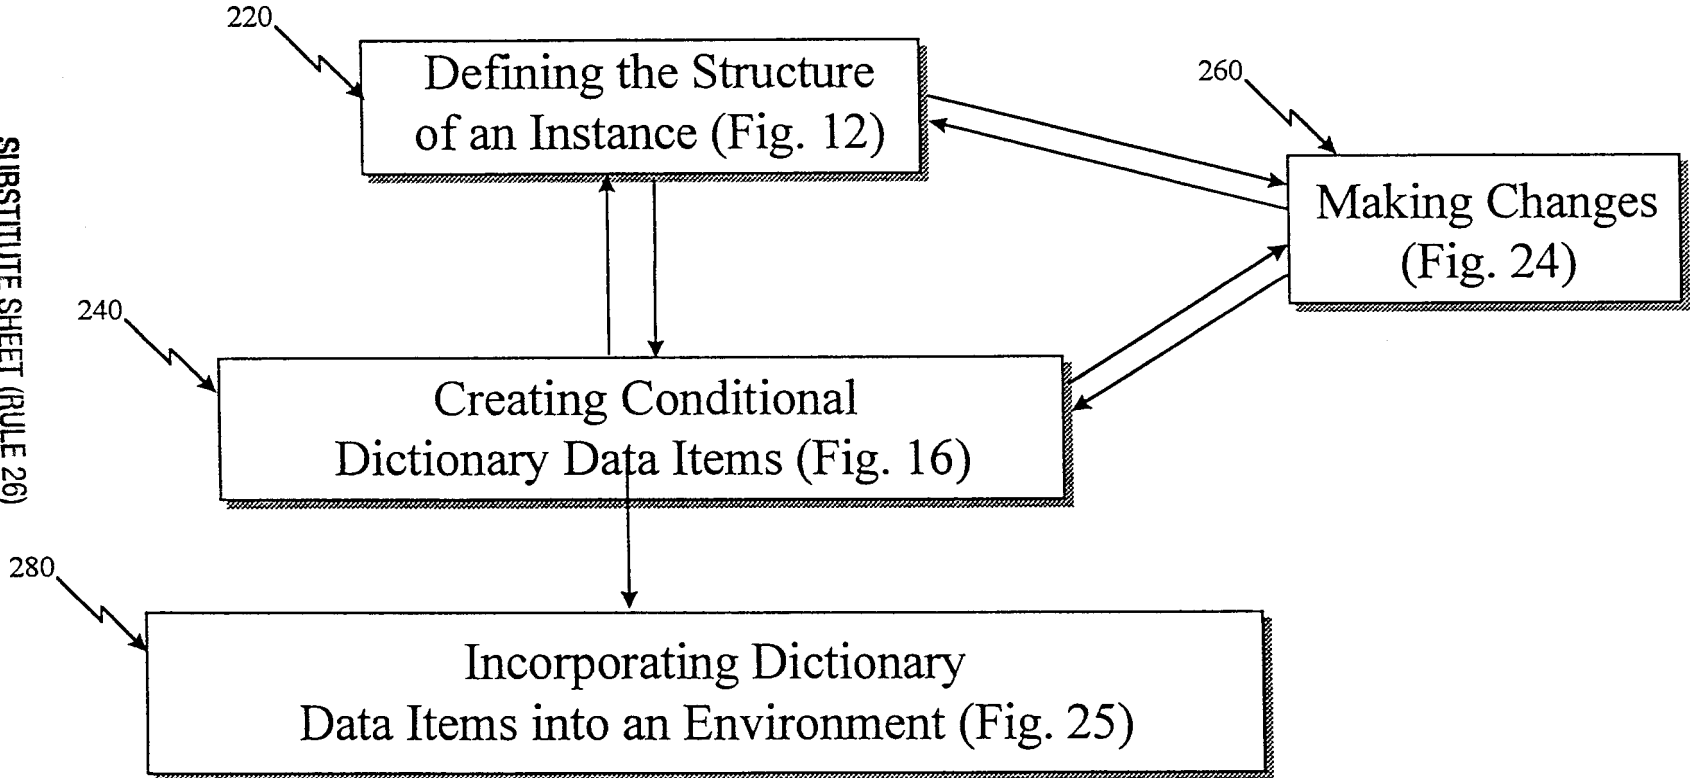 220
Defining the Structure
of an Instance (Fig. 12)
260
Making Changes
(Fig. 24)
240
Creating Conditional
Dictionary Data Items (Fig. 16)
280
Incorporating Dictionary
Data Items into an Environment (Fig. 25)
SUBSTITUTE SHEET (RULE 26)